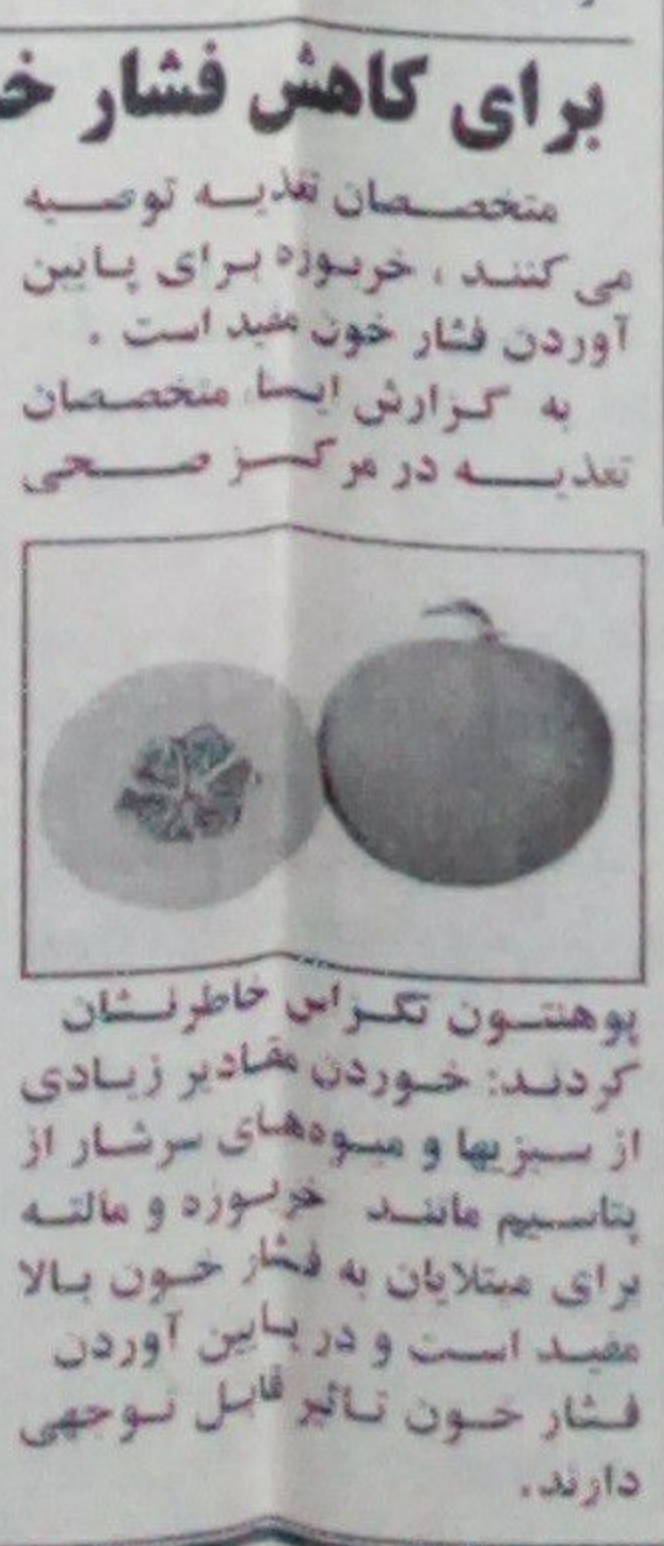 برای کاهش فشار
متخصصان تغذیه توصیه
می کنند ، خربوزه برای پایین
آوردن فشار خون مفید است .
به گزارش ایسا متخصصان
تغذیه در مرکز صحی
پوهنتون تگزاس خاطرنشان
کردند: خوردن مقادیر زیادی
از سبزیها و میوه‌های سرشار از
پتاسیم مانند خربوزه و مالته
برای مبتلایان به فشار خون بالا
مفید است و در پایین آوردن
فشار خون تاثیر قابل توجهی
دارند.